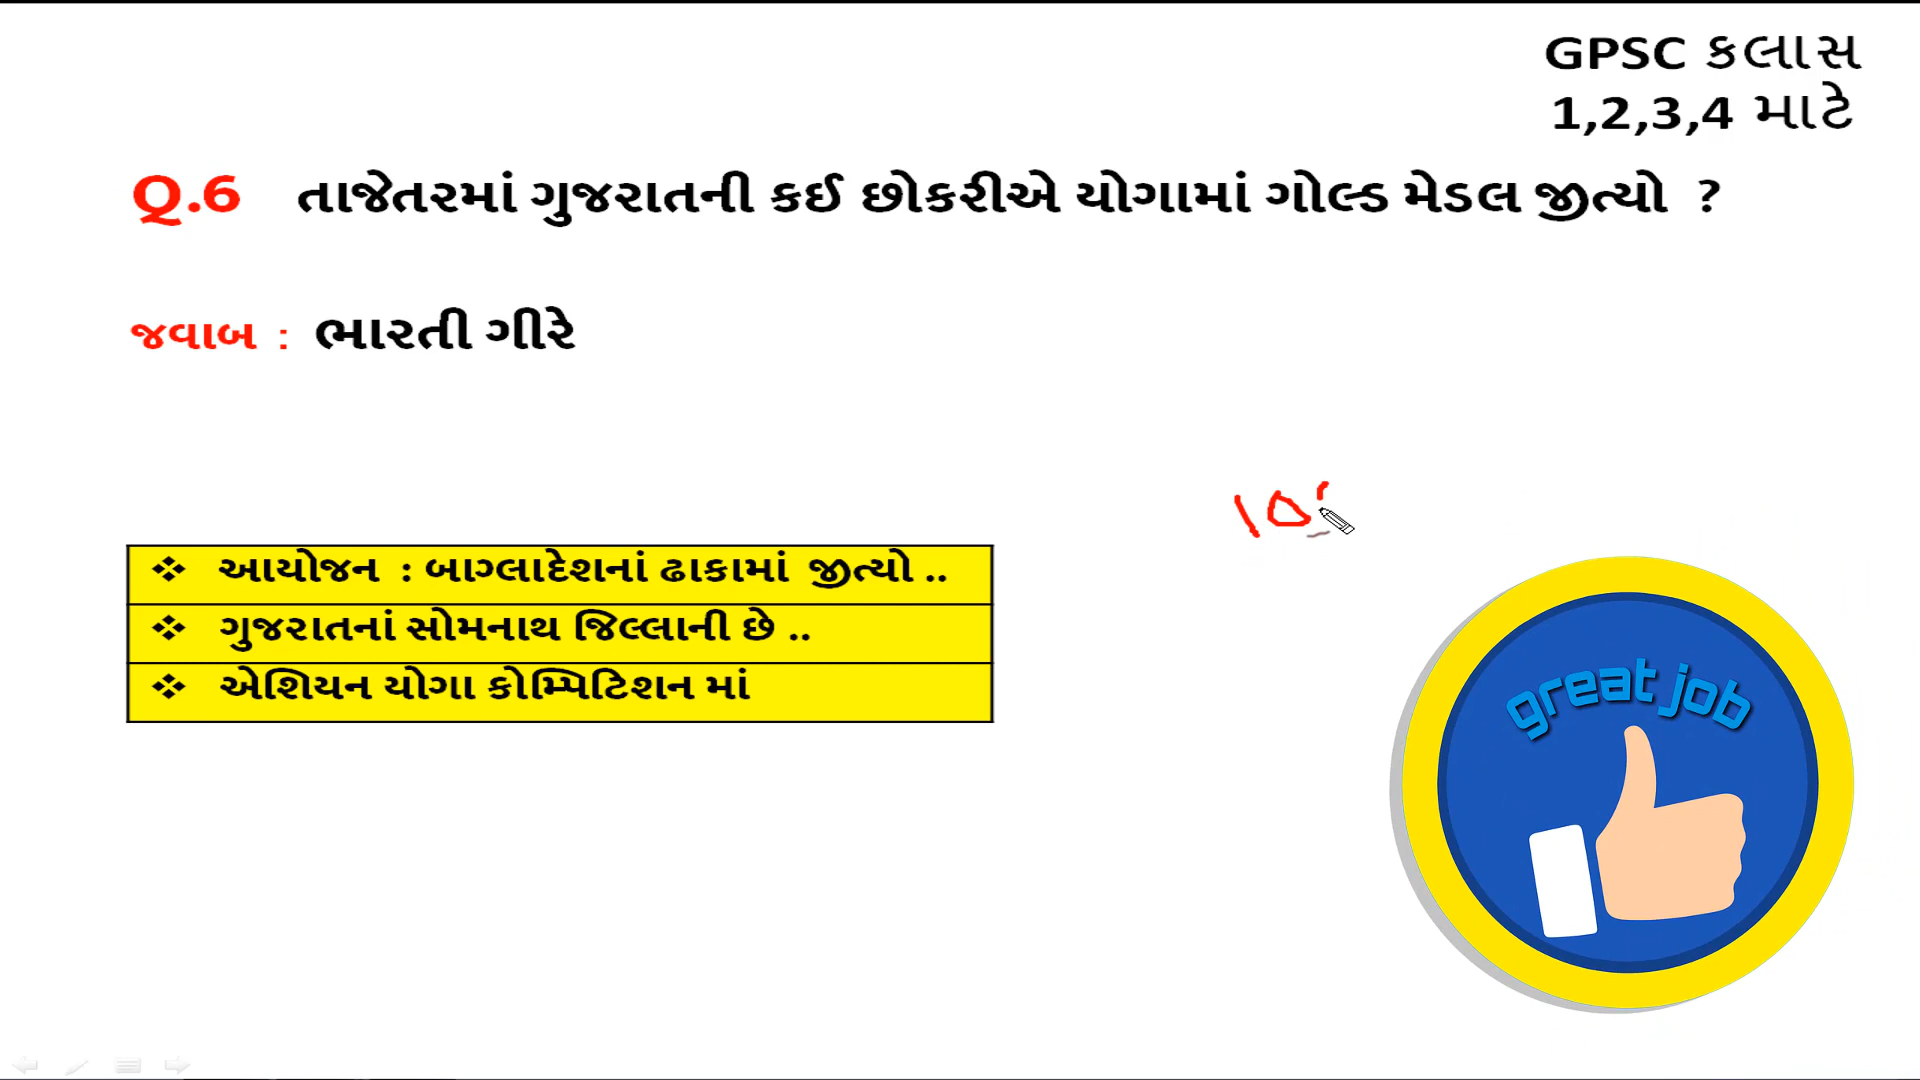 GPSC કલાસ
1,2,3,4 માટે
Q.6 તાજેતરમાં ગુજરાતની કઈ છોકરીએ યોગામાં ગોલ્ડ મેડલ જીત્યો ?
જવાબ : ભારતી ગીરે
❖ આયોજન : બાગ્લાદેશનાં ઢાકામાં જીત્યો ..
❖ ગુજરાતનાં સોમનાથ જિલ્લાની છે ..
❖ એશિયન યોગા કોમ્પિટિશન માં
great job